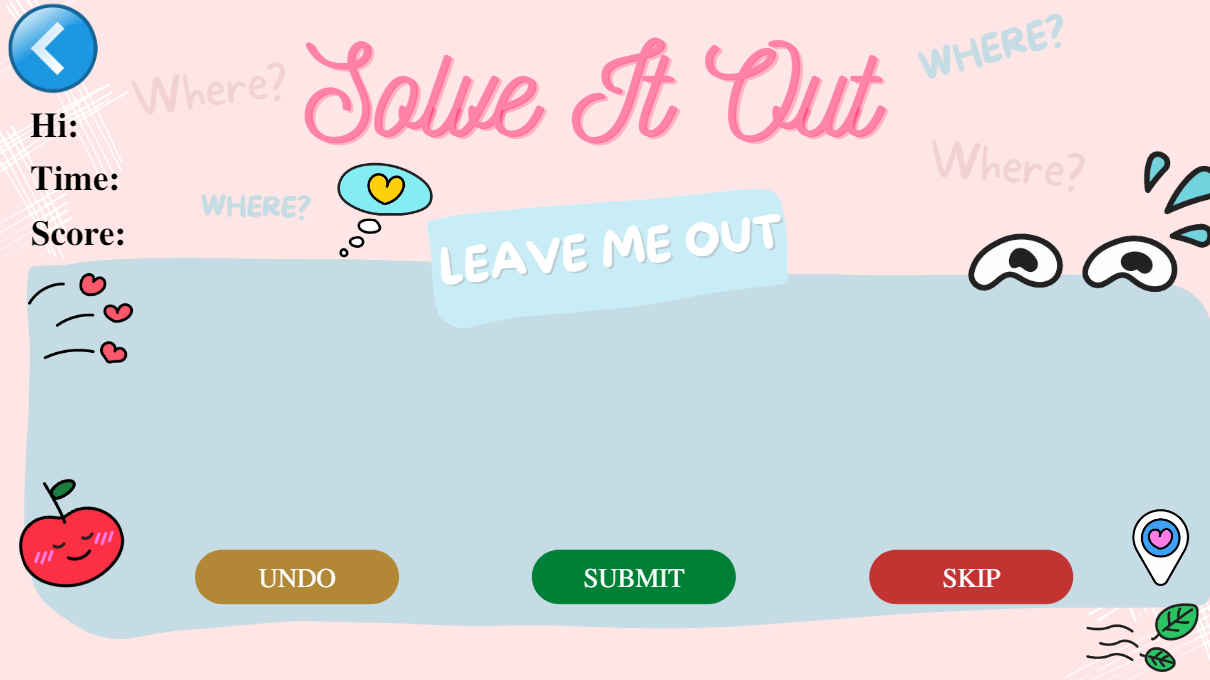 Solve It Out
WHERE?
Where?
Hi:
Where?
Time:
WHERE?
Score:
LEAVE ME OUT
UNDO
SUBMIT
SKIP